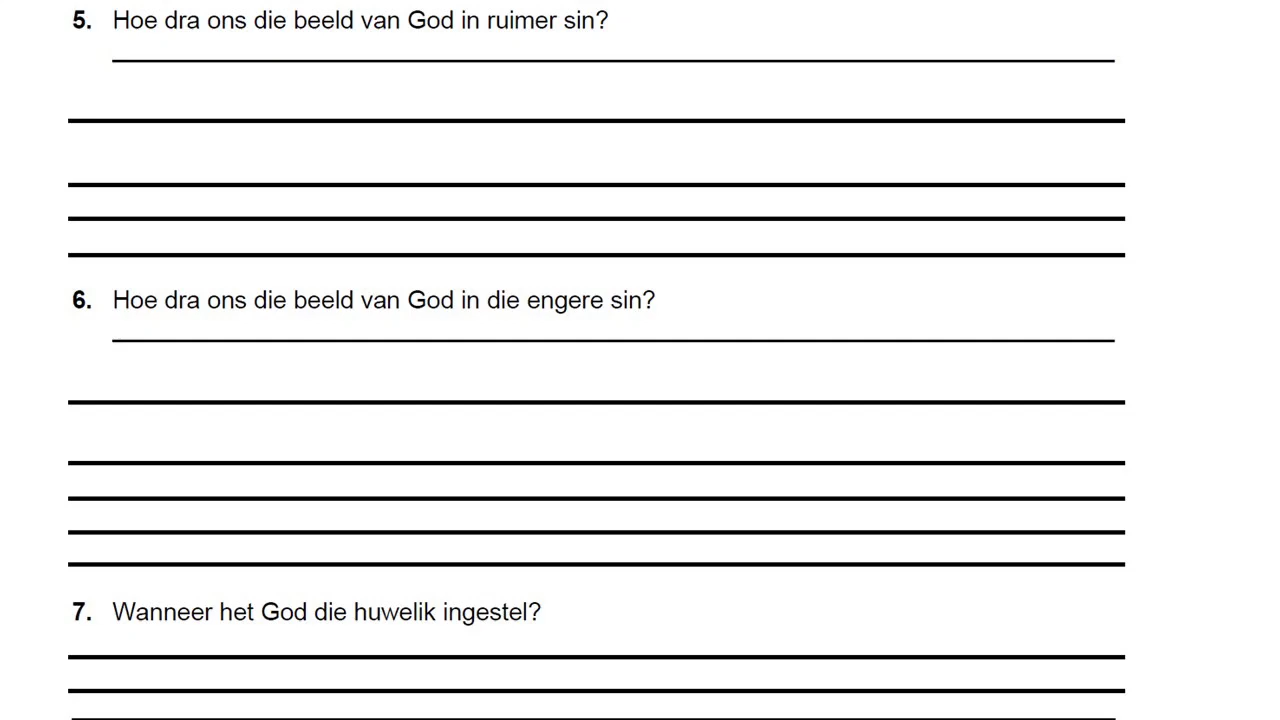 5. Hoe dra ons die beeld van God in ruimer sin?
6. Hoe dra ons die beeld van God in die engere sin?
7. Wanneer het God die huwelik ingestel?